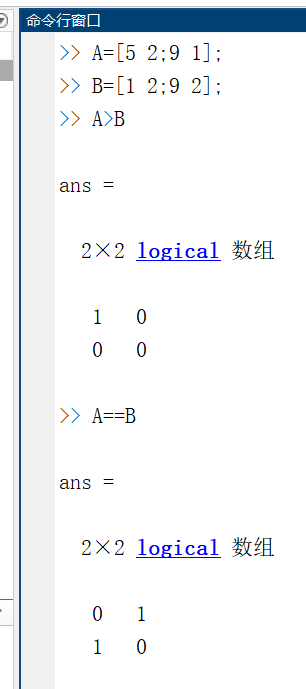 命令行窗口
>> A=[5 2;9 1];
>> B=[1 2;9 2];
>> A>B
ans =
2×2 logical 数组
1 0
0 0
>> A==B
ans =
2×2 logical 数组
0 1
1 0